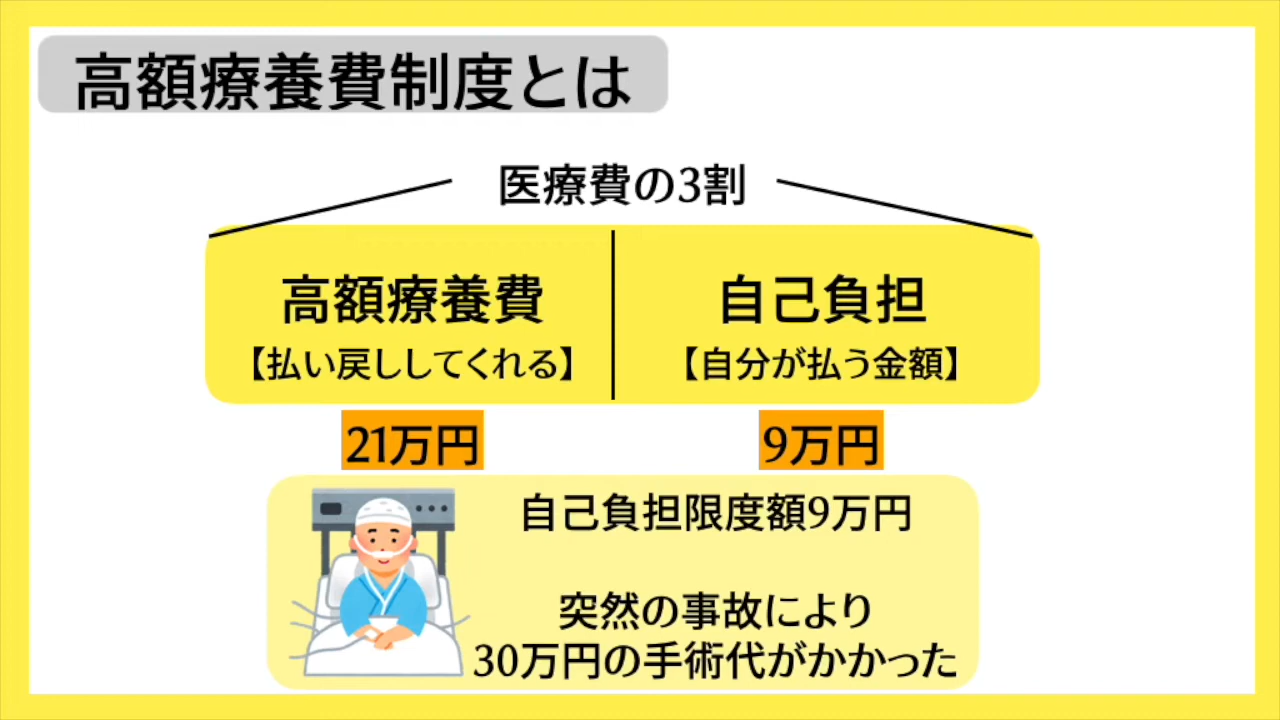 高額療養費制度とは
医療費の3割
高額療養費
【払い戻ししてくれる】
自己負担
【自分が払う金額】
21万円
9万円
自己負担限度額9万円
突然の事故により
30万円の手術代がかかった